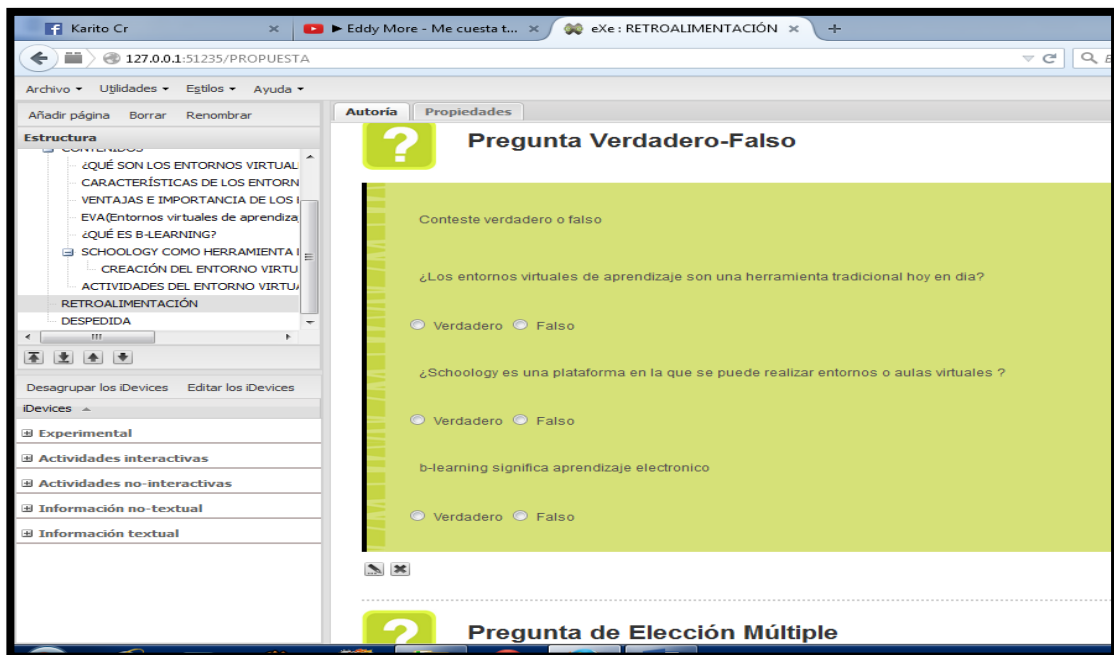 Karito Cr
► Eddy More - Me cuesta t...
eXe : RETROALIMENTACIÓN
127.0.0.1:51235/PROPUESTA
Archivo Utilidades Estilos Ayuda
Añadir página Borrar Renombrar
Estructura
CONTENIDOS
¿QUÉ SON LOS ENTORNOS VIRTUAL
CARACTERÍSTICAS DE LOS ENTORN
VENTAJAS E IMPORTANCIA DE LOS
EVA(Entornos virtuales de aprendiza
¿QUÉ ES B-LEARNING?
SCHOOLOGY COMO HERRAMIENTA
CREACIÓN DEL ENTORNO VIRTU
ACTIVIDADES DEL ENTORNO VIRTU
RETROALIMENTACIÓN
DESPEDIDA
Desagrupar los iDevices Editar los iDevices
iDevices
Experimental
Actividades interactivas
Actividades no-interactivas
Información no-textual
Información textual
Autoría Propiedades
Pregunta Verdadero-Falso
Conteste verdadero o falso
¿Los entornos virtuales de aprendizaje son una herramienta tradicional hoy en dia?
Verdadero Falso
¿Schoology es una plataforma en la que se puede realizar entornos o aulas virtuales ?
Verdadero Falso
b-learning significa aprendizaje electronico
Verdadero Falso
Pregunta de Elección Múltiple